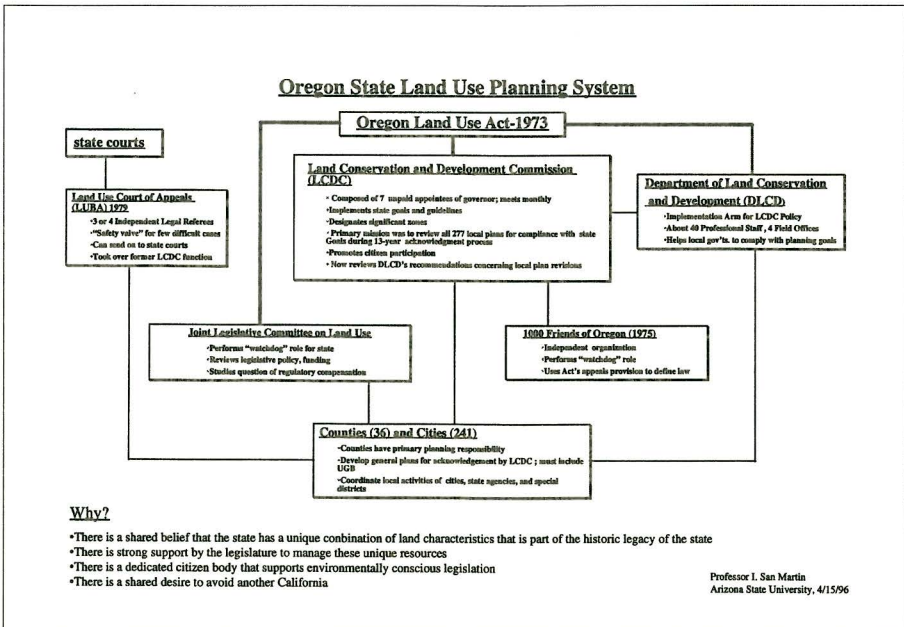 Oregon State Land Use Planning System
Oregon Land Use Act-1973
state courts
Land Use Court of Appeals
(LUBA) 1979
•3 or 4 Independent Legal Referees
•"Safety valve" for few difficult cases
•Can send on to state courts
•Took over former LCDC function
Land Conservation and Development Commission
(LCDC)
• Composed of 7 unpaid appointees of governor; meets monthly
•Implements state goals and guidelines
•Designates significant zones
• Primary mission was to review all 277 local plans for compliance with state
Goals during 13-year acknowledgment process
•Promotes citizen participation
• Now reviews DLCD's recommendations concerning local plan revisions
Department of Land Conservation
and Development (DLCD)
•Implementation Arm for LCDC Policy
•About 40 Professional Staff, 4 Field Offices
•Helps local gov'ts. to comply with planning goals
Joint Legislative Committee on Land Use
•Performs "watchdog" role for state
•Reviews legislative policy, funding
•Studies question of regulatory compensation
1000 Friends of Oregon (1975)
•Independent organization
•Performs "watchdog" role
•Uses Act's appeals provision to define law
Counties (36) and Cities (241)
•Counties have primary planning responsibility
•Develop general plans for acknowledgement by LCDC ; must include
UGB
•Coordinate local activities of cities, state agencies, and special
districts
Why?
•There is a shared belief that the state has a unique combination of land characteristics that is part of the historic legacy of the state
•There is strong support by the legislature to manage these unique resources
•There is a dedicated citizen body that supports environmentally conscious legislation
•There is a shared desire to avoid another California
Professor I. San Martin
Arizona State University, 4/15/96